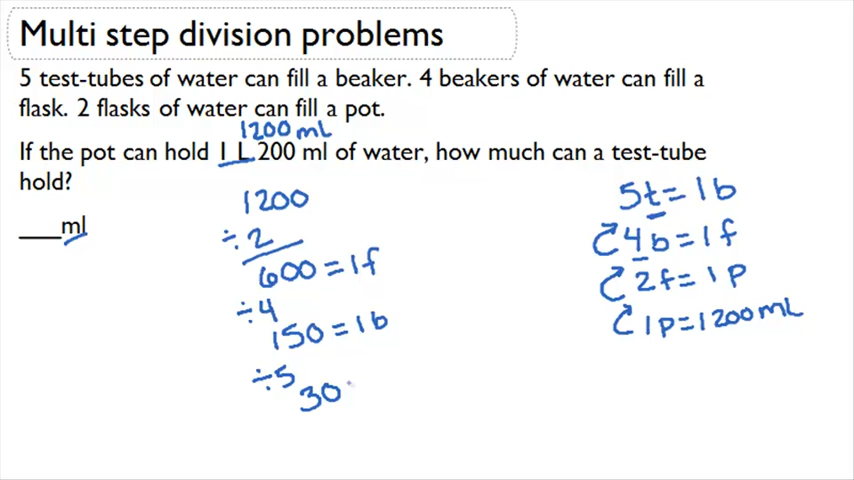 Multi step division problems
5 test-tubes of water can fill a beaker. 4 beakers of water can fill a
flask. 2 flasks of water can fill a pot.
1200 mL
If the pot can hold 1 L 200 ml of water, how much can a test-tube
hold?
___ml
1200
÷2
600 = 1f
÷4
150 = 1b
÷5
30
5t = 1b
4b = 1f
2f = 1p
1p = 1200 mL